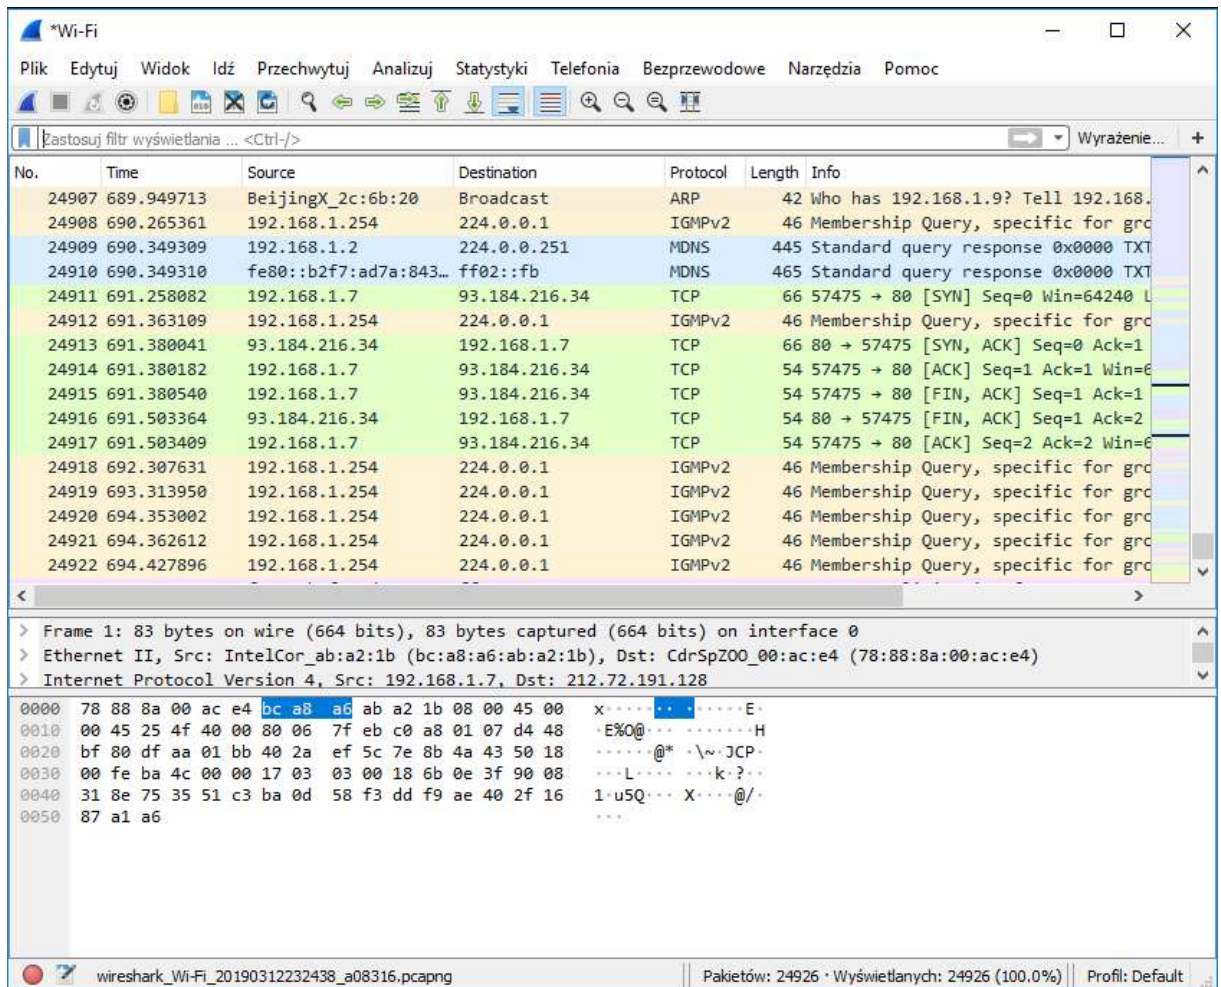 *Wi-Fi
Plik Edytuj Widok Idź Przechwytuj Analizuj Statystyki Telefonia Bezprzewodowe Narzędzia Pomoc
Zastosuj filtr wyświetlania ... <Ctrl-/> Wyrażenie... +
No. Time Source Destination Protocol Length Info
24907 689.949713 BeijingX_2c:6b:20 Broadcast ARP 42 Who has 192.168.1.9? Tell 192.168.
24908 690.265361 192.168.1.254 224.0.0.1 IGMPv2 46 Membership Query, specific for grc
24909 690.349309 192.168.1.2 224.0.0.251 MDNS 445 Standard query response 0x0000 TXT
24910 690.349310 fe80::b2f7:ad7a:843… ff02::fb MDNS 465 Standard query response 0x0000 TXT
24911 691.258082 192.168.1.7 93.184.216.34 TCP 66 57475 → 80 [SYN] Seq=0 Win=64240 L
24912 691.363109 192.168.1.254 224.0.0.1 IGMPv2 46 Membership Query, specific for grc
24913 691.380041 93.184.216.34 192.168.1.7 TCP 66 80 → 57475 [SYN, ACK] Seq=0 Ack=1
24914 691.380182 192.168.1.7 93.184.216.34 TCP 54 57475 → 80 [ACK] Seq=1 Ack=1 Win=6
24915 691.380540 192.168.1.7 93.184.216.34 TCP 54 57475 → 80 [FIN, ACK] Seq=1 Ack=1
24916 691.503364 93.184.216.34 192.168.1.7 TCP 54 80 → 57475 [FIN, ACK] Seq=1 Ack=2
24917 691.503409 192.168.1.7 93.184.216.34 TCP 54 57475 → 80 [ACK] Seq=2 Ack=2 Win=6
24918 692.307631 192.168.1.254 224.0.0.1 IGMPv2 46 Membership Query, specific for grc
24919 693.313950 192.168.1.254 224.0.0.1 IGMPv2 46 Membership Query, specific for grc
24920 694.353002 192.168.1.254 224.0.0.1 IGMPv2 46 Membership Query, specific for grc
24921 694.362612 192.168.1.254 224.0.0.1 IGMPv2 46 Membership Query, specific for grc
24922 694.427896 192.168.1.254 224.0.0.1 IGMPv2 46 Membership Query, specific for grc
> Frame 1: 83 bytes on wire (664 bits), 83 bytes captured (664 bits) on interface 0
> Ethernet II, Src: IntelCor_ab:a2:1b (bc:a8:a6:ab:a2:1b), Dst: CdrSpZOO_00:ac:e4 (78:88:8a:00:ac:e4)
> Internet Protocol Version 4, Src: 192.168.1.7, Dst: 212.72.191.128
0000 78 88 8a 00 ac e4 bc a8 a6 ab a2 1b 08 00 45 00 x·············E·
0010 00 45 25 4f 40 00 80 06 7f eb c0 a8 01 07 d4 48 ·E%O@··········H
0020 bf 80 df aa 01 bb 40 2a ef 5c 7e 8b 4a 43 50 18 ······@* ·\~·JCP·
0030 00 fe ba 4c 00 00 17 03 03 00 18 6b 0e 3f 90 08 ···L···· ···k·?··
0040 31 8e 75 35 51 c3 ba 0d 58 f3 dd f9 ae 40 2f 16 1·u5Q··· X····@/·
0050 87 a1 a6 ···
wireshark_Wi-Fi_20190312232438_a08316.pcapng Pakietów: 24926 · Wyświetlanych: 24926 (100.0%) Profil: Default